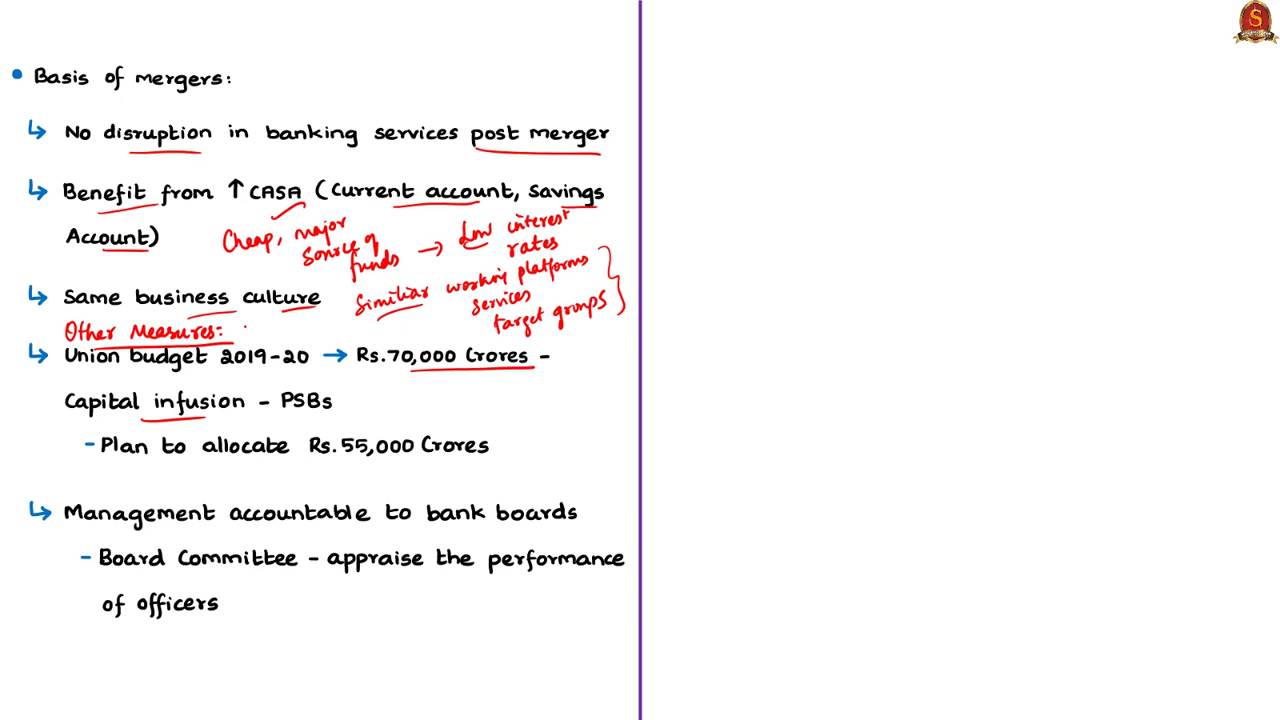 Basis of mergers:
No disruption in banking services post merger
Benefit from ↑ CASA (Current account, Savings
Account)
Cheap, major
source of
funds → Low interest
rates
Same business culture
Similiar working platforms
services
target groups
Other Measures:
Union budget 2019-20 → Rs.70,000 Crores -
Capital infusion - PSBs
- Plan to allocate Rs.55,000 Crores
Management accountable to bank boards
- Board Committee - appraise the performance
of officers
S